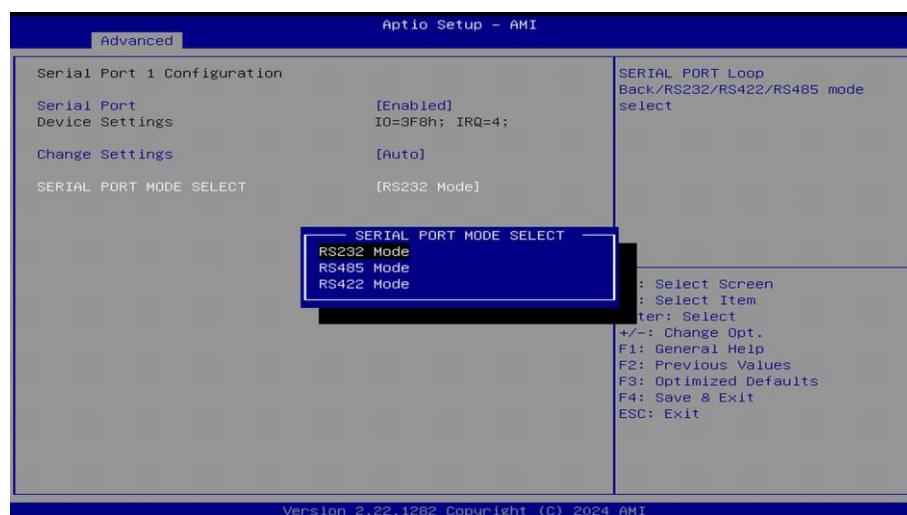 Aptio Setup – AMI
Advanced
Serial Port 1 Configuration
Serial Port [Enabled]
Device Settings IO=3F8h; IRQ=4;
Change Settings [Auto]
SERIAL PORT MODE SELECT [RS232 Mode]
SERIAL PORT MODE SELECT
RS232 Mode
RS485 Mode
RS422 Mode
SERIAL PORT Loop
Back/RS232/RS422/RS485 mode
select
: Select Screen
: Select Item
ter: Select
+/-: Change Opt.
F1: General Help
F2: Previous Values
F3: Optimized Defaults
F4: Save & Exit
ESC: Exit
Version 2.22.1282 Copyright (C) 2024 AMI